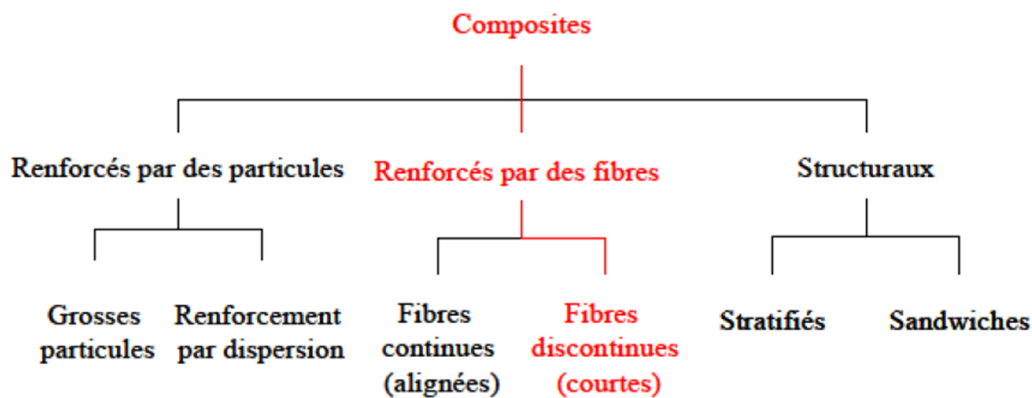 Composites
Renforcés par des particules
Renforcés par des fibres
Structuraux
Grosses
particules
Renforcement
par dispersion
Fibres
continues
(alignées)
Fibres
discontinues
(courtes)
Stratifiés
Sandwiches